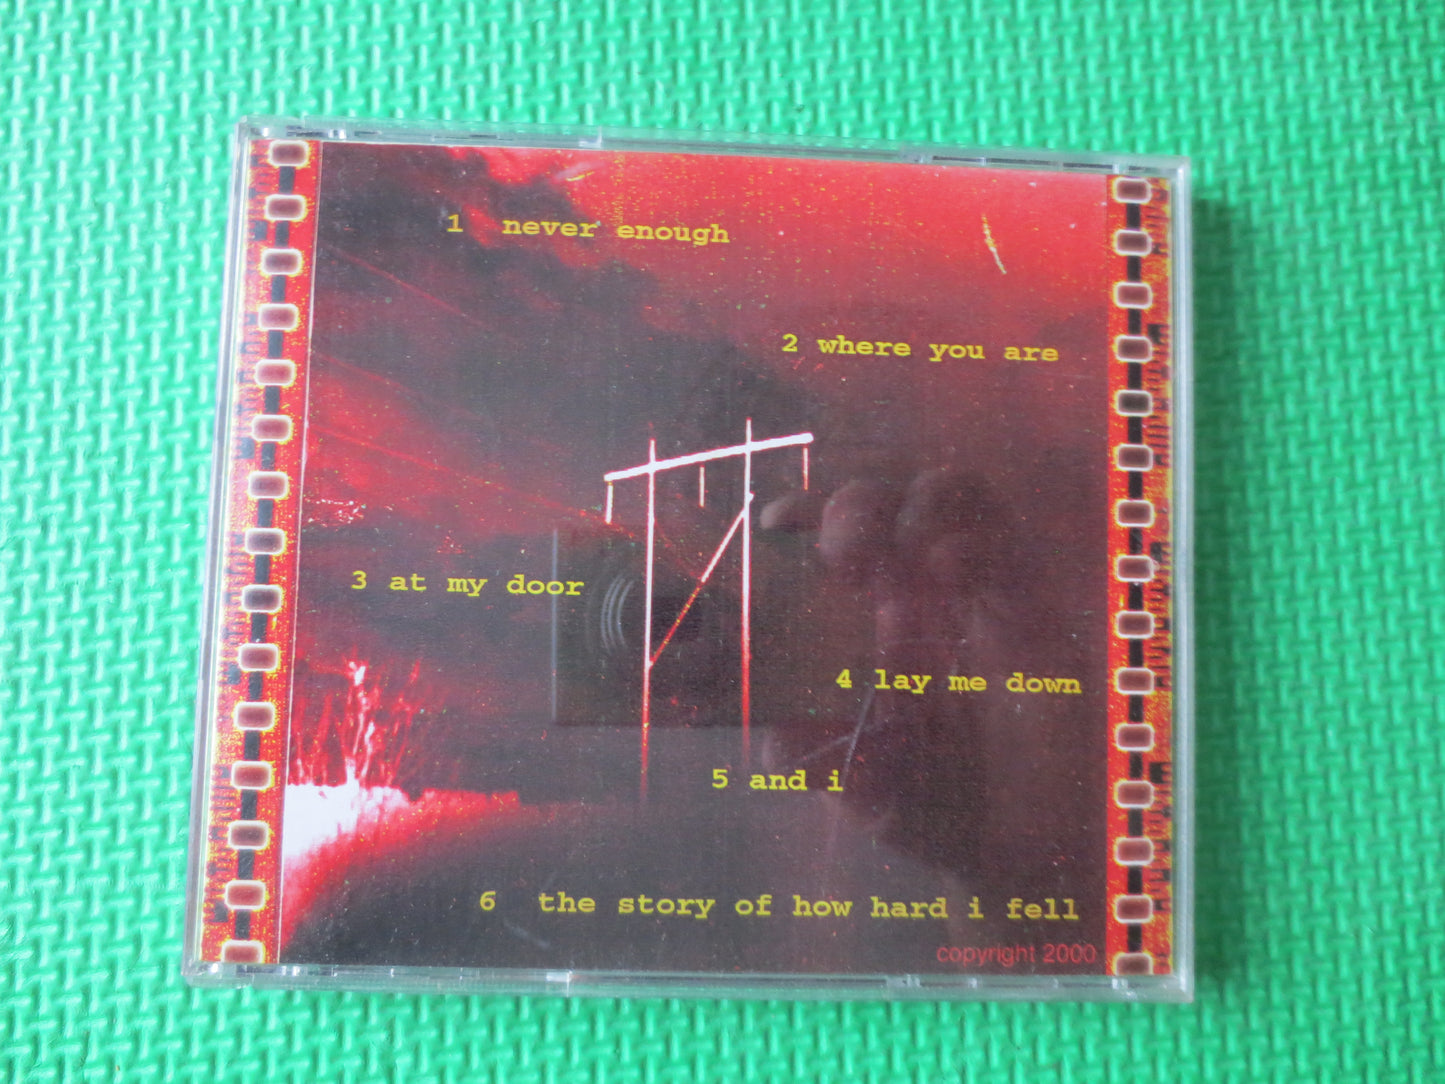 1 never enough
2 where you are
3 at my door
4 lay me down
5 and i
6 the story of how hard i fell
copyright 2000